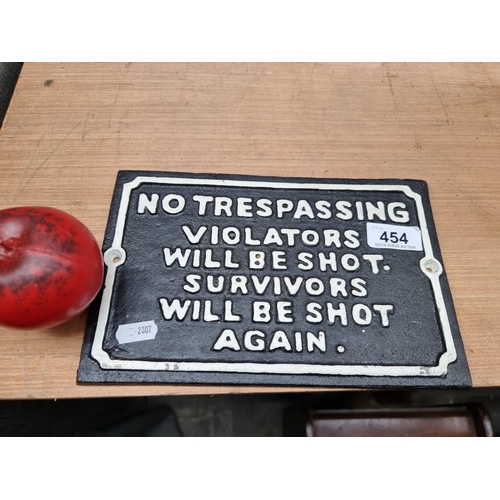 NO TRESPASSING
VIOLATORS
WILL BE SHOT.
SURVIVORS
WILL BE SHOT
AGAIN.
454
-2307